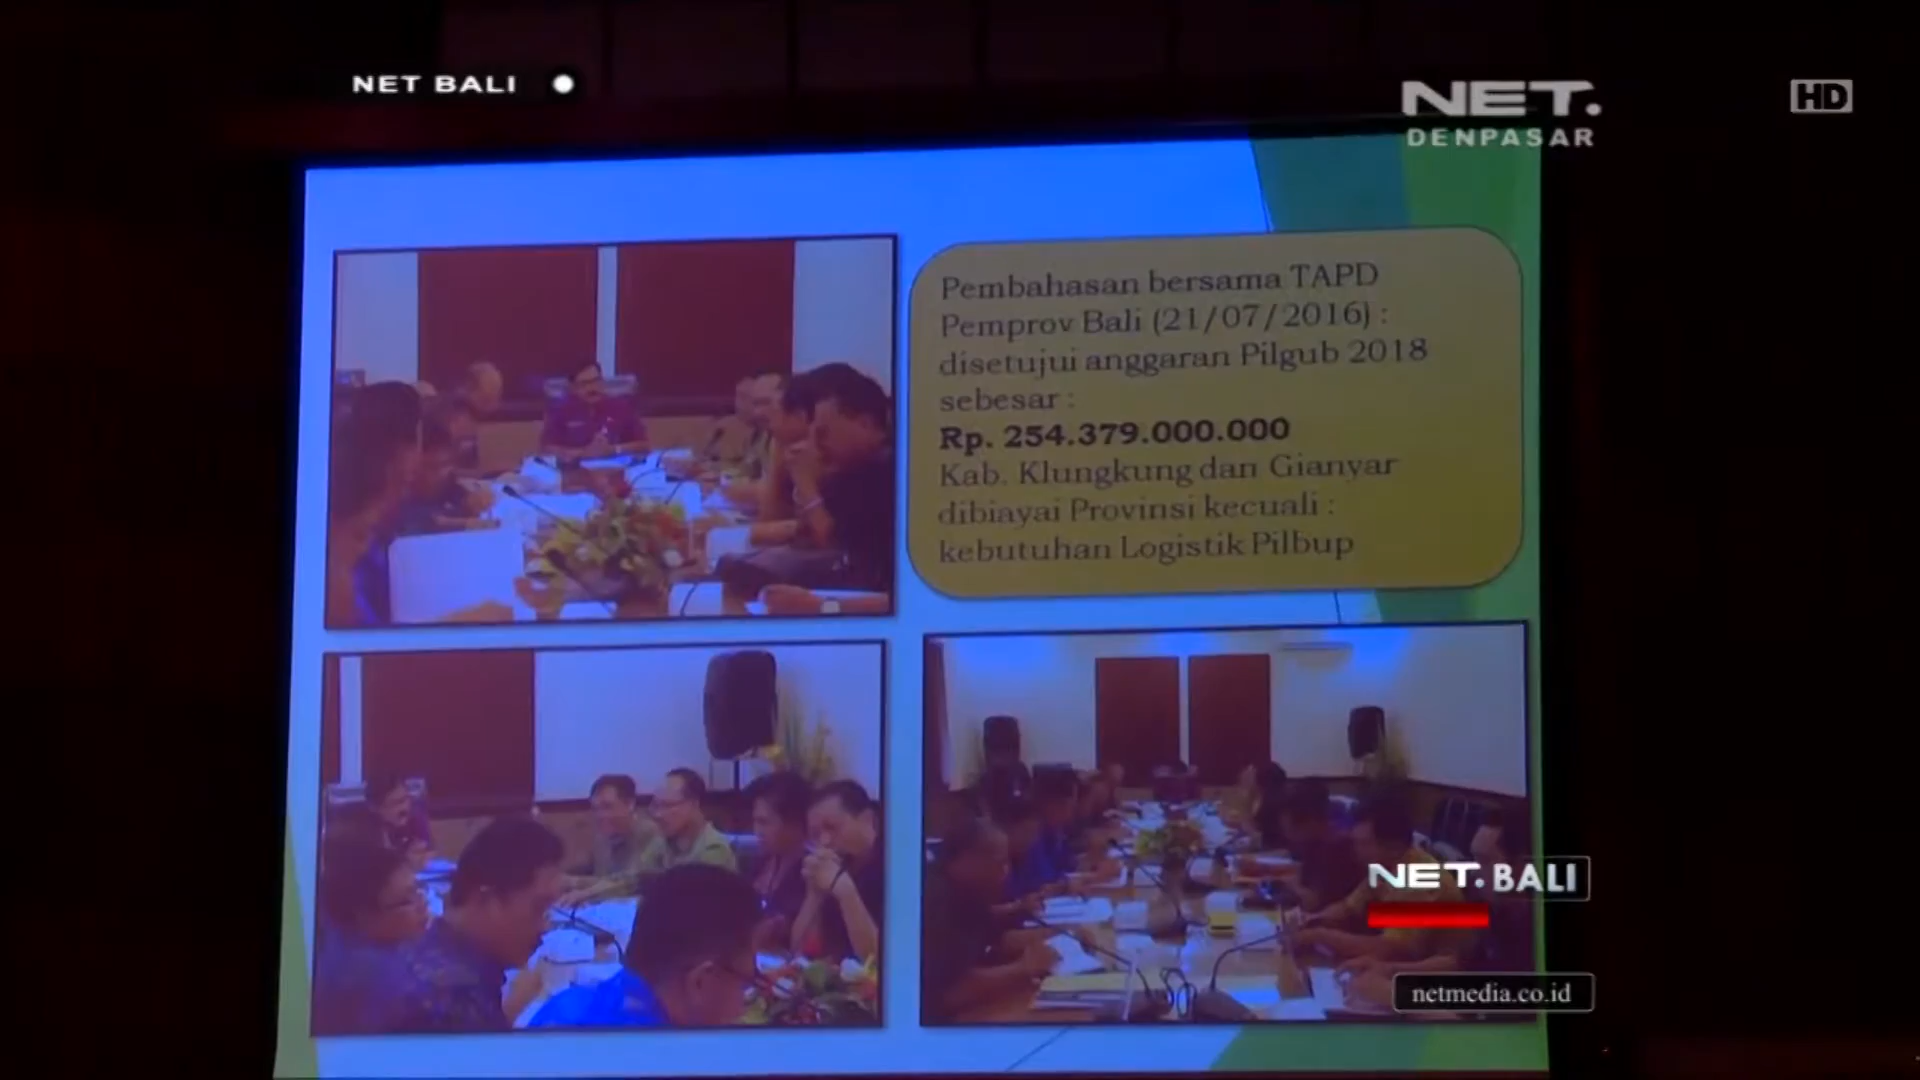 NET BALI
NET.
DENPASAR
HD
Pembahasan bersama TAPD
Pemprov Bali (21/07/2016) :
disetujui anggaran Pilgub 2018
sebesar :
Rp. 254.379.000.000
Kab. Klungkung dan Gianyar
dibiayai Provinsi kecuali :
kebutuhan Logistik Pilbup
NET. BALI
netmedia.co.id